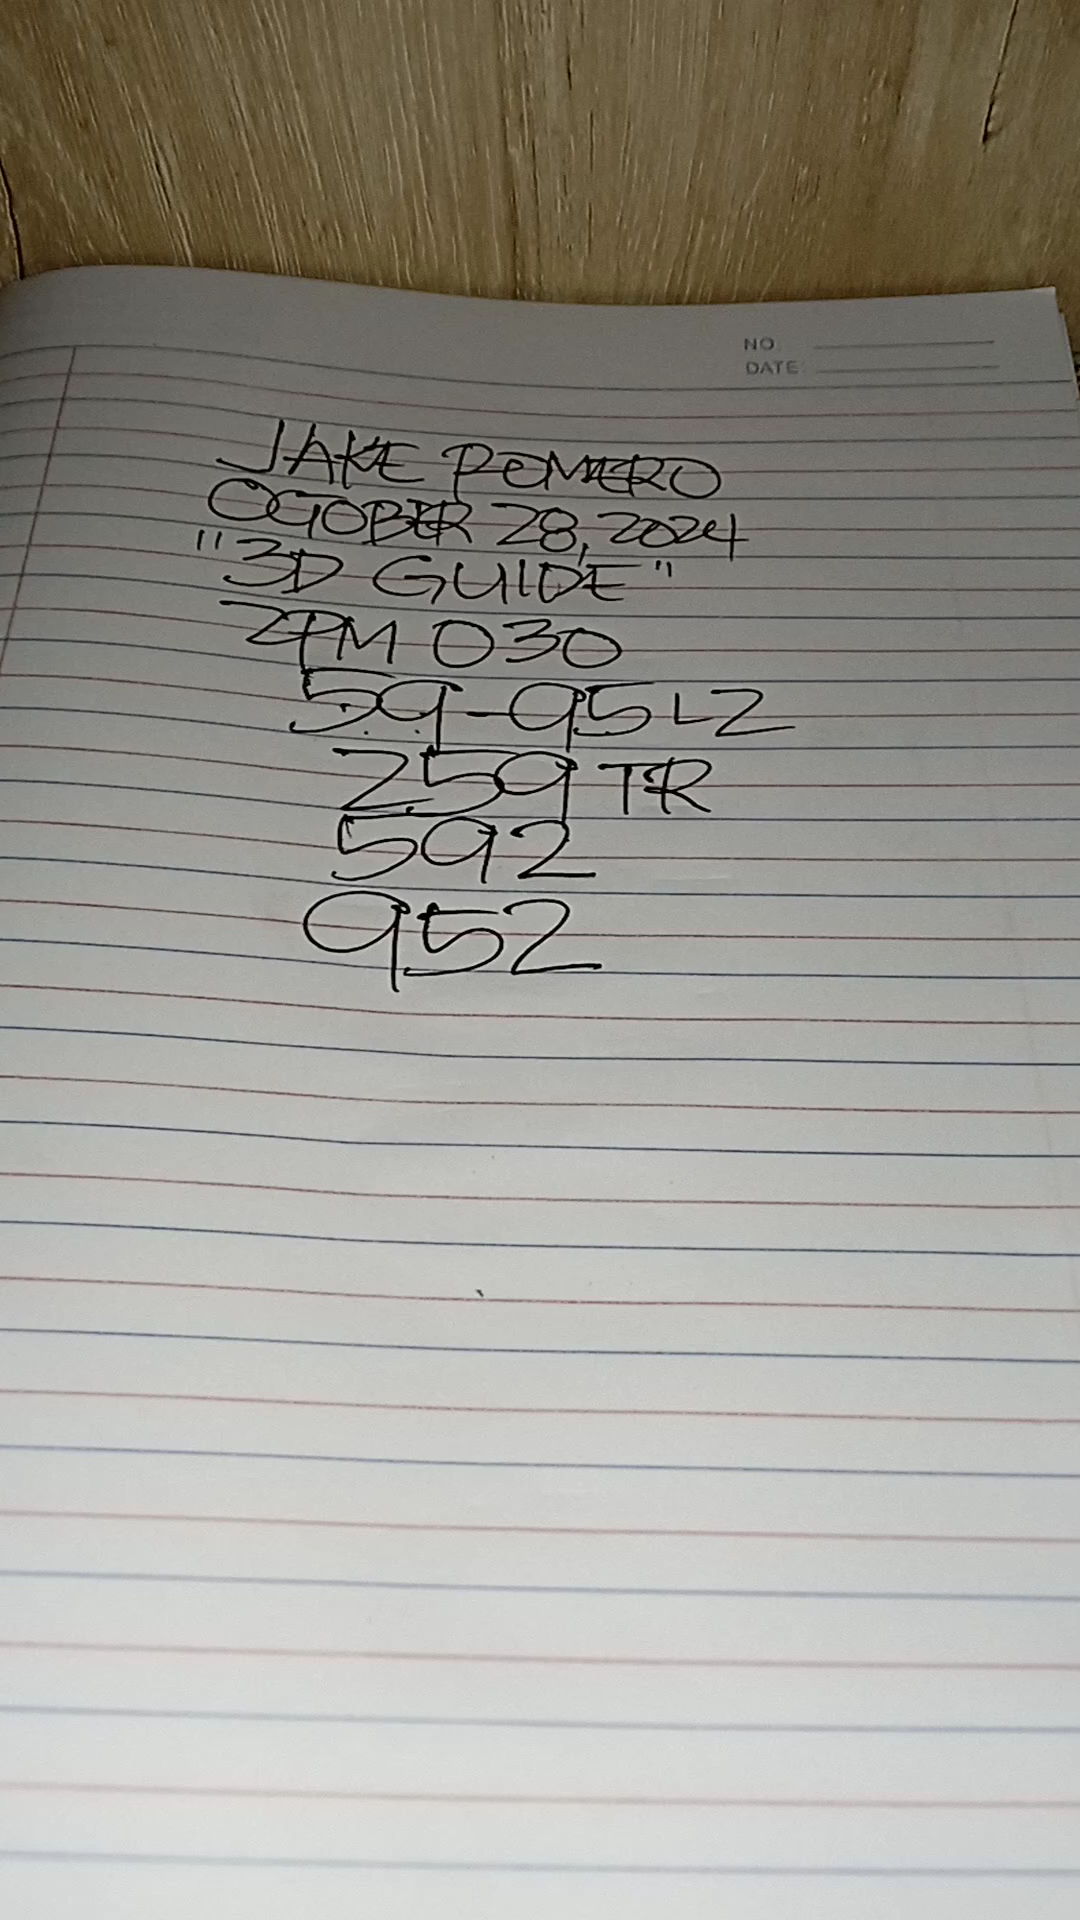 NO.
DATE
JAKE ROMERO
OCTOBER 28, 2024
"3D GUIDE"
2PM 030
59-95 LZ
259 TR
592
952